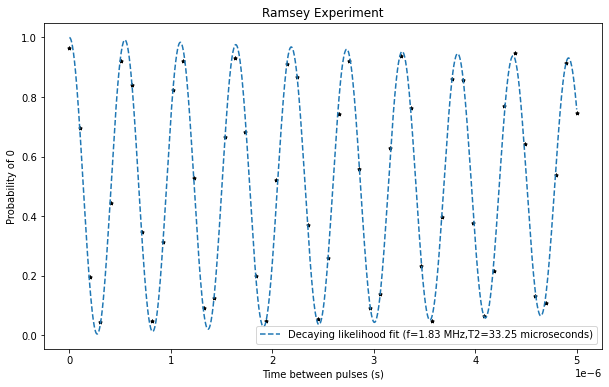 Ramsey Experiment
Probability of 0
1.0
0.8
0.6
0.4
0.2
0.0
Decaying likelihood fit (f=1.83 MHz,T2=33.25 microseconds)
0
1
2
3
4
5
1e−6
Time between pulses (s)